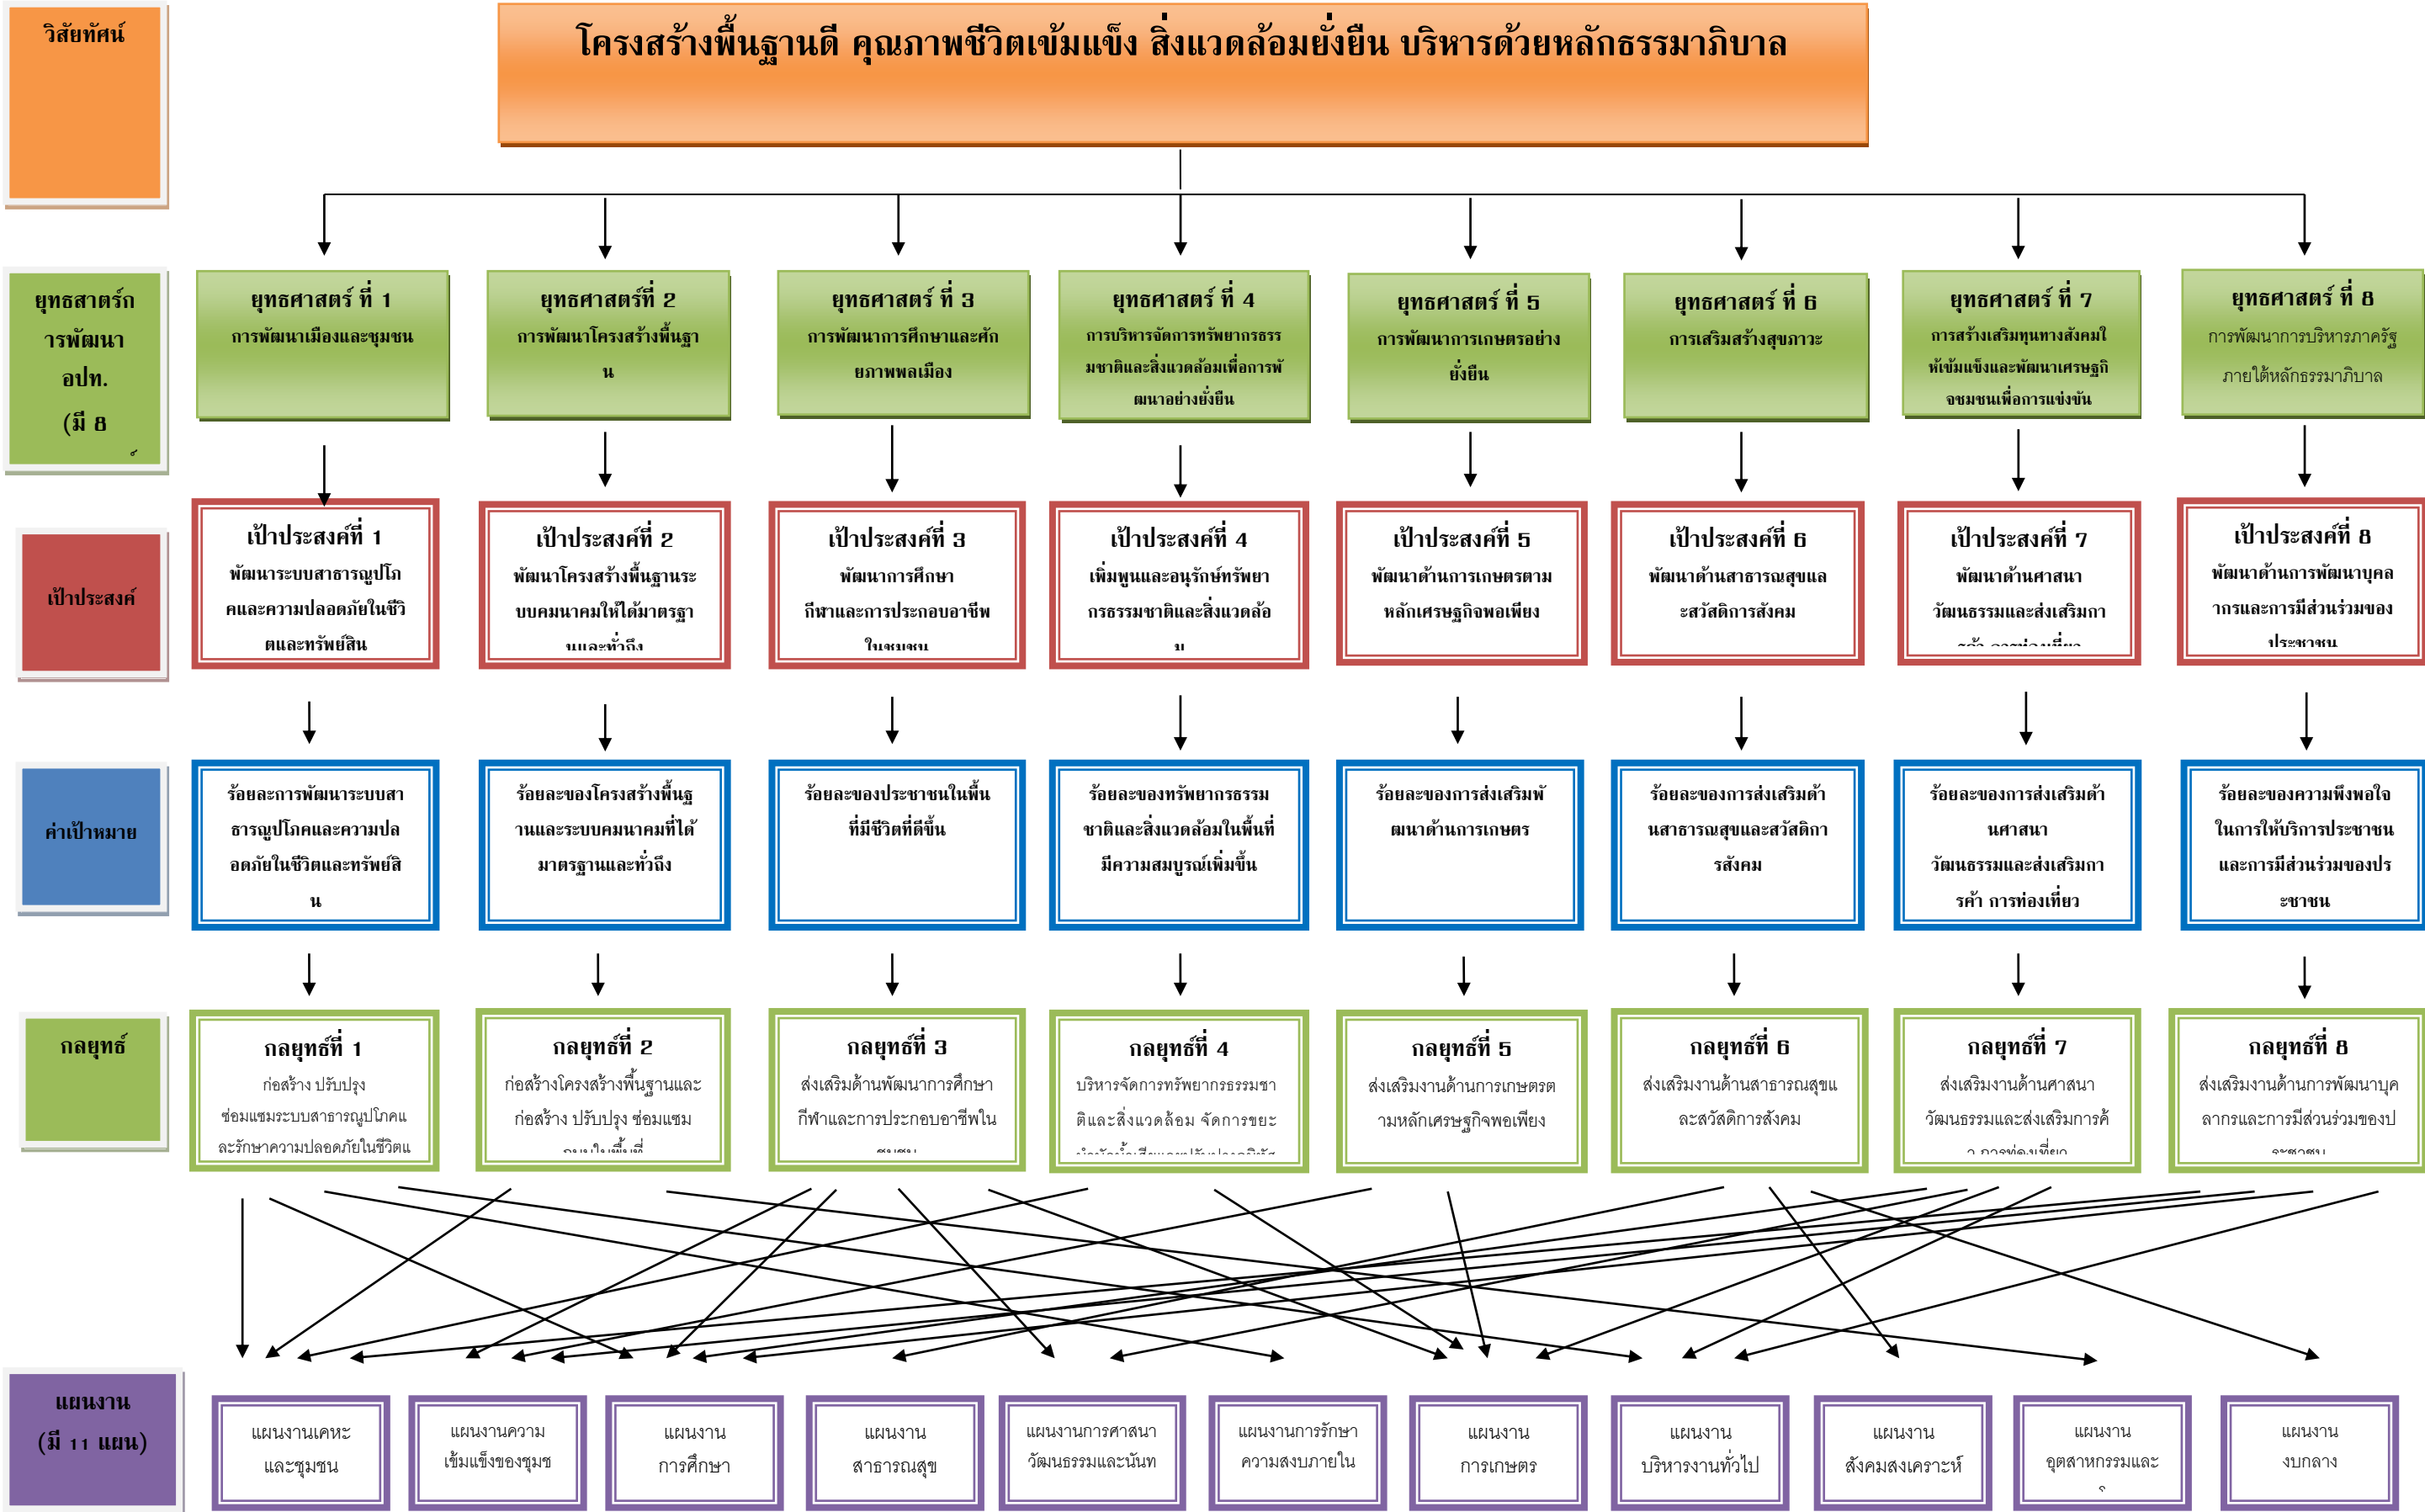 วิสัยทัศน์
โครงสร้างพื้นฐานดี คุณภาพชีวิตเข้มแข็ง สิ่งแวดล้อมยั่งยืน บริหารด้วยหลักธรรมาภิบาล
ยุทธสาตร์ก
ารพัฒนา
อปท.
(มี 8
ยุทธศาสตร์ ที่ 1
การพัฒนาเมืองและชุมชน
ยุทธศาสตร์ที่ 2
การพัฒนาโครงสร้างพื้นฐา
น
ยุทธศาสตร์ ที่ 3
การพัฒนาการศึกษาและศัก
ยภาพพลเมือง
ยุทธศาสตร์ ที่ 4
การบริหารจัดการทรัพยากรธรร
มชาติและสิ่งแวดล้อมเพื่อการพั
ฒนาอย่างยั่งยืน
ยุทธศาสตร์ ที่ 5
การพัฒนาการเกษตรอย่าง
ยั่งยืน
ยุทธศาสตร์ ที่ 6
การเสริมสร้างสุขภาวะ
ยุทธศาสตร์ ที่ 7
การสร้างเสริมทุนทางสังคมใ
ห้เข้มแข็งและพัฒนาเศรษฐกิ
จชมชนเพื่อการแข่งขัน
ยุทธศาสตร์ ที่ 8
การพัฒนาการบริหารภาครัฐ
ภายใต้หลักธรรมาภิบาล
เป้าประสงค์
เป้าประสงค์ที่ 1
พัฒนาระบบสาธารณูปโภ
คและความปลอดภัยในชีวิ
ตและทรัพย์สิน
เป้าประสงค์ที่ 2
พัฒนาโครงสร้างพื้นฐานระ
บบคมนาคมให้ได้มาตรฐา
นและทั่วถึง
เป้าประสงค์ที่ 3
พัฒนาการศึกษา
กีฬาและการประกอบอาชีพ
ในชุมชน
เป้าประสงค์ที่ 4
เพิ่มพูนและอนุรักษ์ทรัพยา
กรธรรมชาติและสิ่งแวดล้อ
ม
เป้าประสงค์ที่ 5
พัฒนาด้านการเกษตรตาม
หลักเศรษฐกิจพอเพียง
เป้าประสงค์ที่ 6
พัฒนาด้านสาธารณสุขแล
ะสวัสดิการสังคม
เป้าประสงค์ที่ 7
พัฒนาด้านศาสนา
วัฒนธรรมและส่งเสริมกา
รค้า การท่องเที่ยว
เป้าประสงค์ที่ 8
พัฒนาด้านการพัฒนาบุคล
ากรและการมีส่วนร่วมของ
ประชาชน
ค่าเป้าหมาย
ร้อยละการพัฒนาระบบสา
ธารณูปโภคและความปล
อดภัยในชีวิตและทรัพย์สิ
น
ร้อยละของโครงสร้างพื้นฐ
านและระบบคมนาคมที่ได้
มาตรฐานและทั่วถึง
ร้อยละของประชาชนในพื้น
ที่มีชีวิตที่ดีขึ้น
ร้อยละของทรัพยากรธรรม
ชาติและสิ่งแวดล้อมในพื้นที่
มีความสมบูรณ์เพิ่มขึ้น
ร้อยละของการส่งเสริมพั
ฒนาด้านการเกษตร
ร้อยละของการส่งเสริมด้า
นสาธารณสุขและสวัสดิกา
รสังคม
ร้อยละของการส่งเสริมด้า
นศาสนา
วัฒนธรรมและส่งเสริมกา
รค้า การท่องเที่ยว
ร้อยละของความพึงพอใจ
ในการให้บริการประชาชน
และการมีส่วนร่วมของปร
ะชาชน
กลยุทธ์
กลยุทธ์ที่ 1
ก่อสร้าง ปรับปรุง
ซ่อมแซมระบบสาธารณูปโภคแ
ละรักษาความปลอดภัยในชีวิตแ
กลยุทธ์ที่ 2
ก่อสร้างโครงสร้างพื้นฐานและ
ก่อสร้าง ปรับปรุง ซ่อมแซม
ถนนในพื้นที่
กลยุทธ์ที่ 3
ส่งเสริมด้านพัฒนาการศึกษา
กีฬาและการประกอบอาชีพใน
ชุมชน
กลยุทธ์ที่ 4
บริหารจัดการทรัพยากรธรรมชา
ติและสิ่งแวดล้อม จัดการขยะ
กลยุทธ์ที่ 5
ส่งเสริมงานด้านการเกษตรต
ามหลักเศรษฐกิจพอเพียง
กลยุทธ์ที่ 6
ส่งเสริมงานด้านสาธารณสุขแ
ละสวัสดิการสังคม
กลยุทธ์ที่ 7
ส่งเสริมงานด้านศาสนา
วัฒนธรรมและส่งเสริมการค้
า การท่องเที่ยว
กลยุทธ์ที่ 8
ส่งเสริมงานด้านการพัฒนาบุค
ลากรและการมีส่วนร่วมของป
ระชาชน
แผนงาน
(มี 11 แผน)
แผนงานเคหะ
และชุมชน
แผนงานความ
เข้มแข็งของชุมช
แผนงาน
การศึกษา
แผนงาน
สาธารณสุข
แผนงานการศาสนา
วัฒนธรรมและนันท
แผนงานการรักษา
ความสงบภายใน
แผนงาน
การเกษตร
แผนงาน
บริหารงานทั่วไป
แผนงาน
สังคมสงเคราะห์
แผนงาน
อุตสาหกรรมและ
แผนงาน
งบกลาง